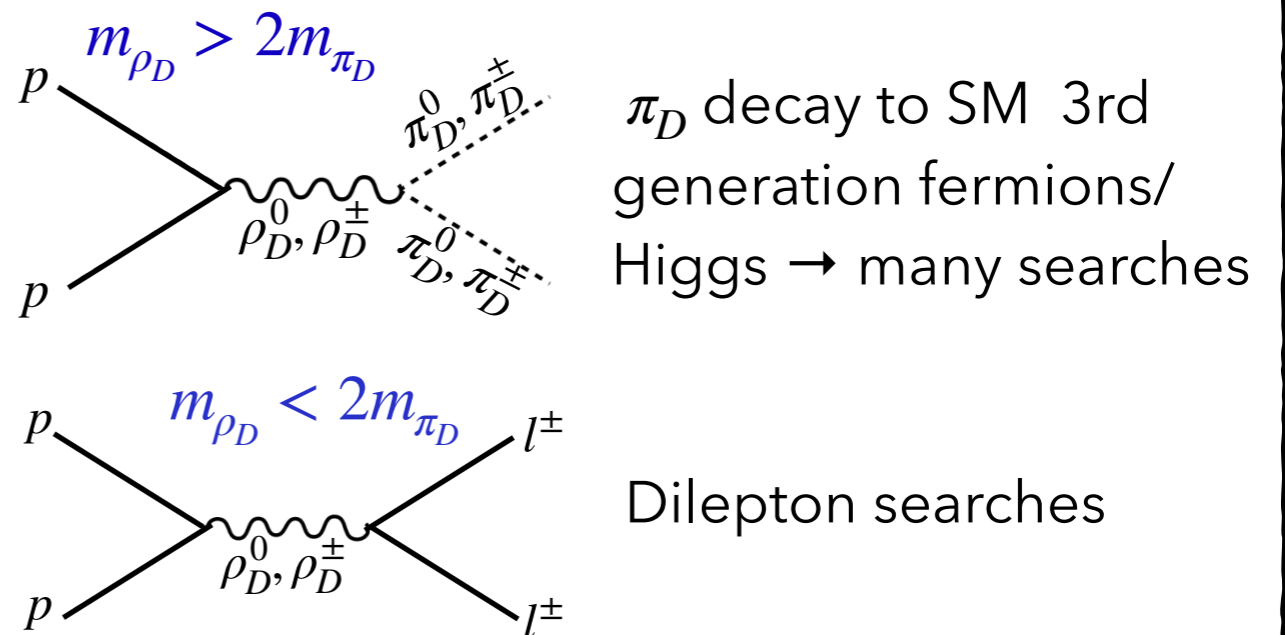 m_{ρ_D} > 2m_{π_D}
p
π_D^0, π_D^±
ρ_D^0, ρ_D^±
π_D^0, π_D^±
p
π_D decay to SM 3rd
generation fermions/
Higgs → many searches
m_{ρ_D} < 2m_{π_D}
p
l^±
ρ_D^0, ρ_D^±
p
l^±
Dilepton searches